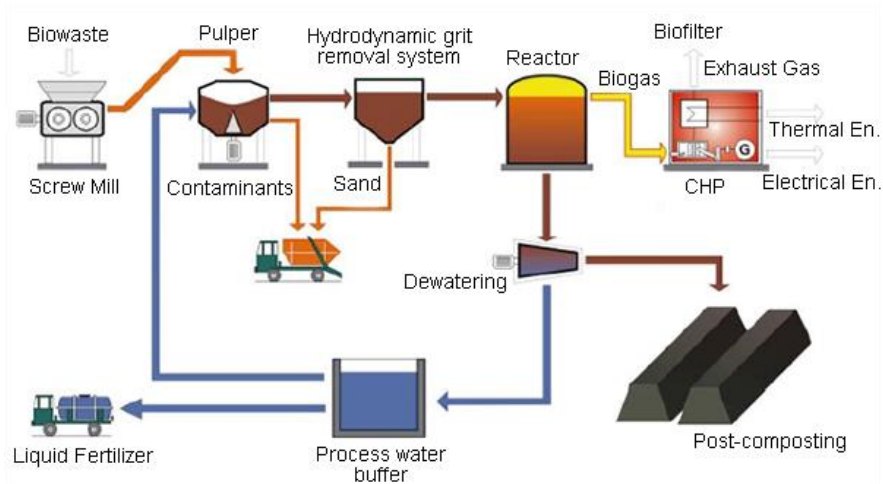 Biowaste
Pulper
Hydrodynamic grit
removal system
Reactor
Biofilter
Exhaust Gas
Biogas
Thermal En.
Electrical En.
G
Screw Mill
Contaminants
Sand
CHP
Dewatering
Post-composting
Liquid Fertilizer
Process water
buffer